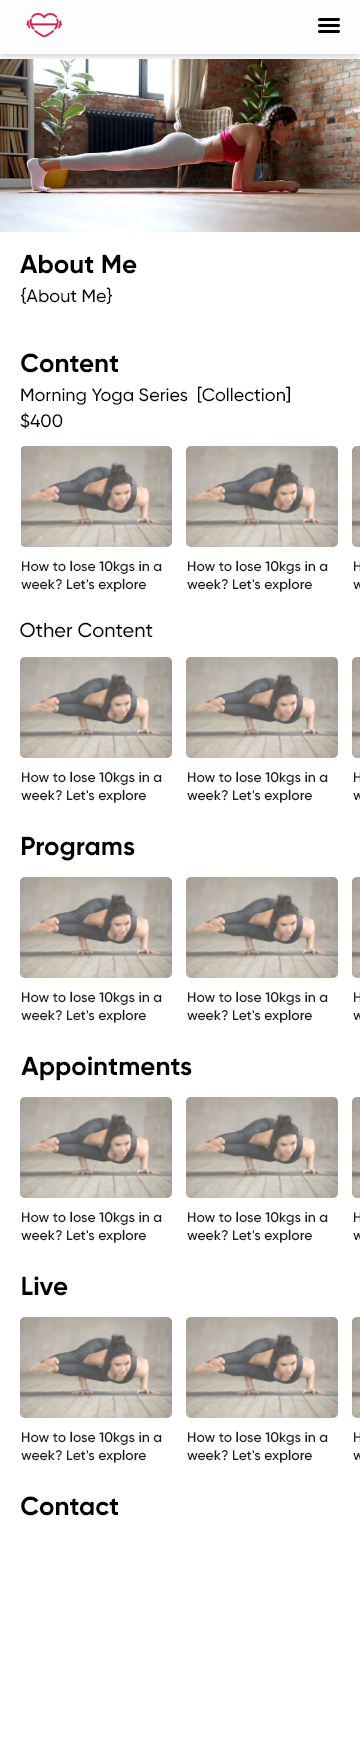 About Me
{About Me}
Content
Morning Yoga Series [Collection]
$400
How to lose 10kgs in a
week? Let's explore
How to lose 10kgs in a
week? Let's explore
Other Content
How to lose 10kgs in a
week? Let's explore
How to lose 10kgs in a
week? Let's explore
Programs
How to lose 10kgs in a
week? Let's explore
How to lose 10kgs in a
week? Let's explore
Appointments
How to lose 10kgs in a
week? Let's explore
How to lose 10kgs in a
week? Let's explore
Live
How to lose 10kgs in a
week? Let's explore
How to lose 10kgs in a
week? Let's explore
Contact